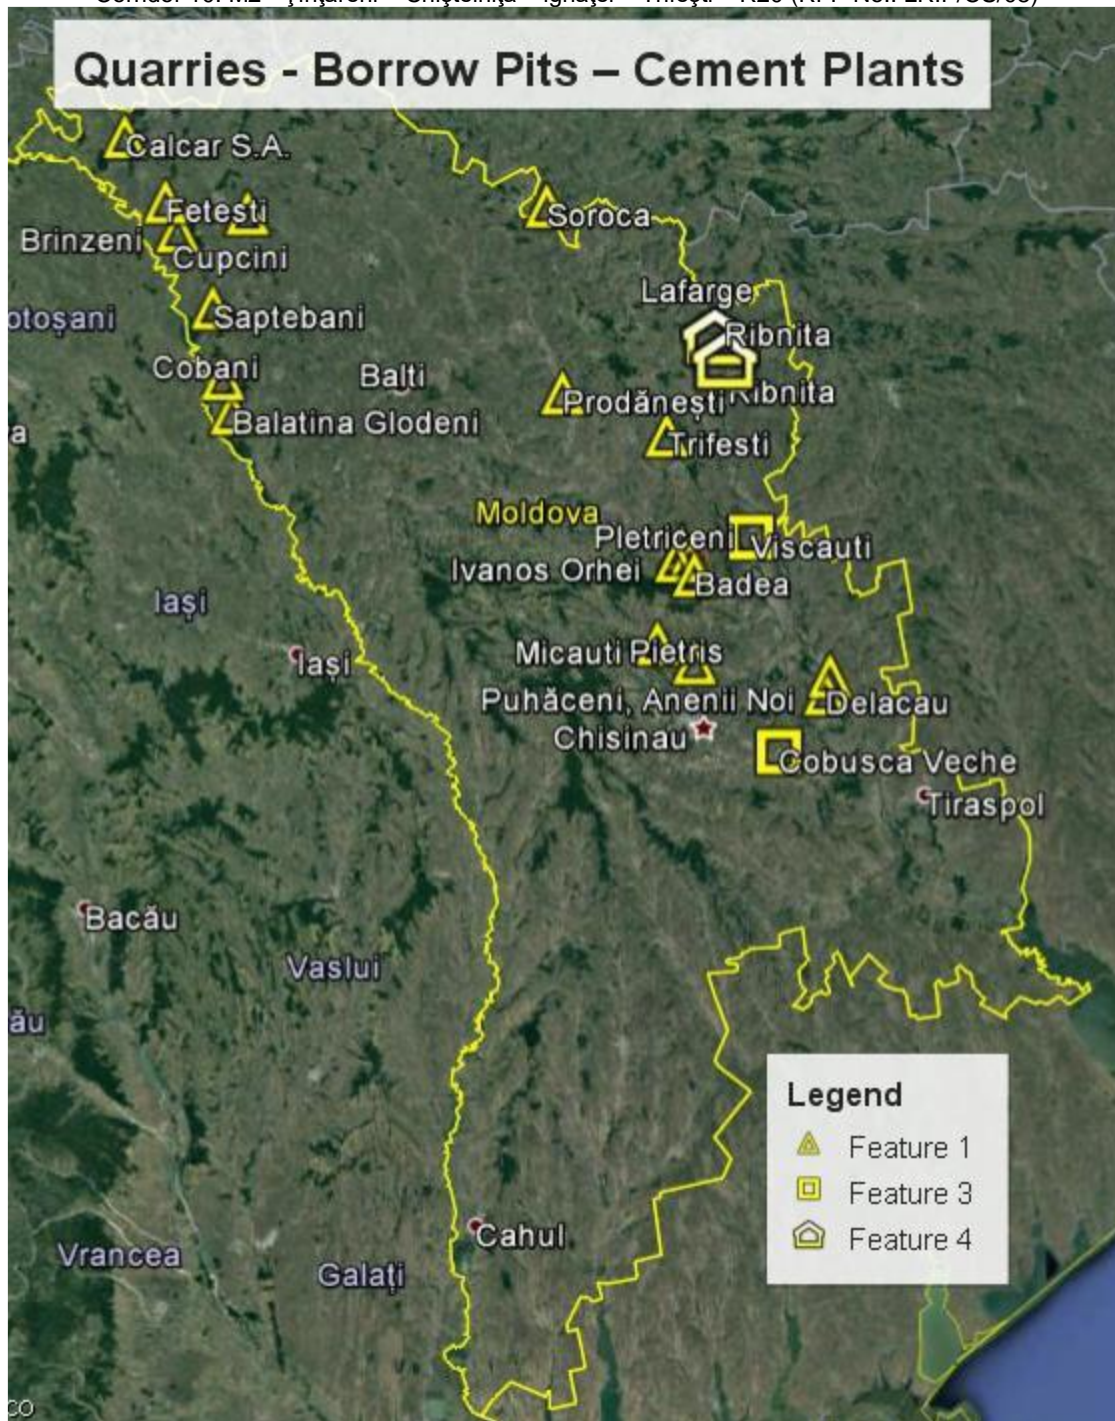 Quarries - Borrow Pits – Cement Plants
Calcar S.A.
Fetesti
Soroca
Brinzeni
Cupcini
Lafarge
otoșani
Saptebani
Ribnita
Cobani
Balti
Ribnita
Prodănești
Balatina Glodeni
a
Trifesti
Moldova
Pletriceni
Viscauti
Ivanos Orhei
Badea
Iași
Micauti Pietris
Iași
Puhăceni, Anenii Noi
Delacau
Chisinau
Cobusca Veche
Tiraspol
Bacău
Vaslui
ău
Legend
Feature 1
Feature 3
Feature 4
Cahul
Vrancea
Galați
co